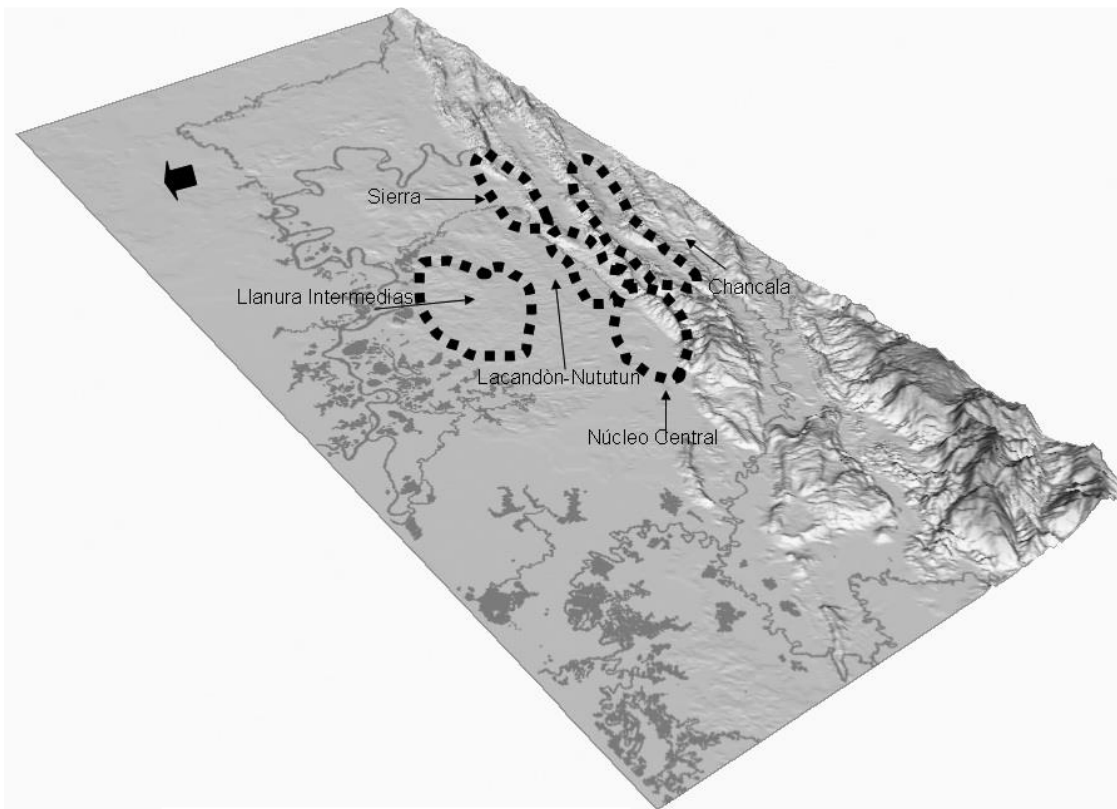 Sierra
Chancala
Llanura Intermedias
Lacandòn-Nututun
Núcleo Central